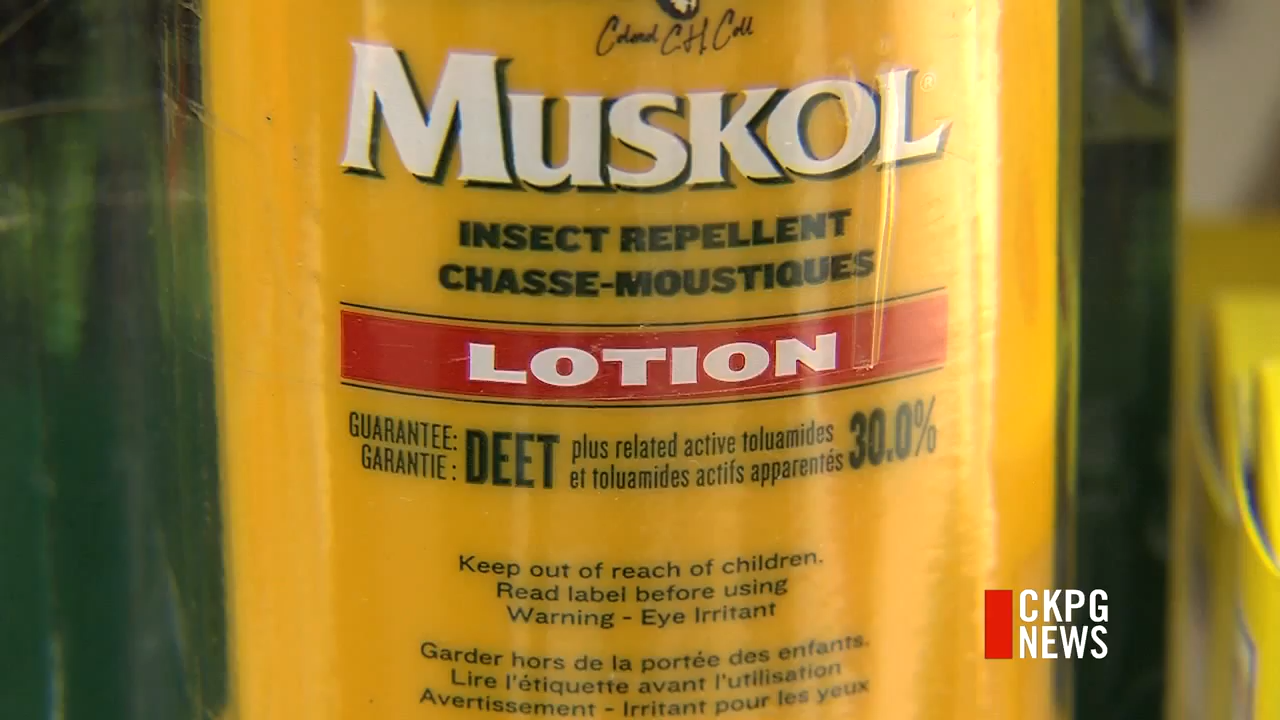 Colonel C.H. Coll
MUSKOL®
INSECT REPELLENT
CHASSE-MOUSTIQUES
LOTION
GUARANTEE:
GARANTIE :
DEET
plus related active toluamides
et toluamides actifs apparentés
30.0%
Keep out of reach of children.
Read label before using
Warning - Eye Irritant
Garder hors de la portée des enfants.
Lire l'étiquette avant l'utilisation
Avertissement - Irritant pour les yeux
CKPG
NEWS